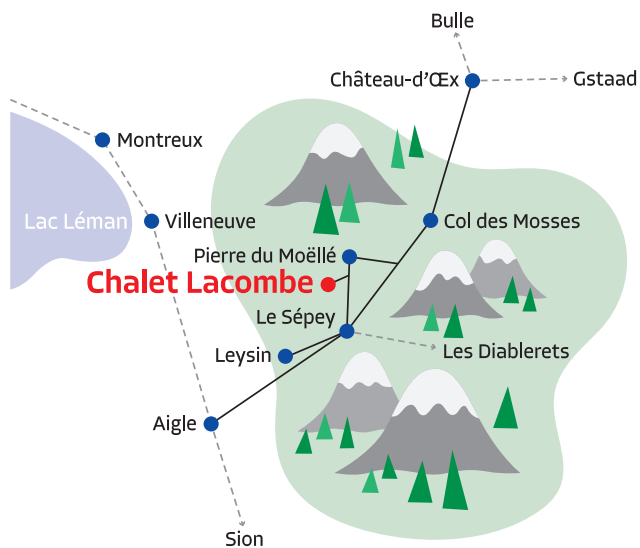 Bulle
Château-d'Œx
Gstaad
Montreux
Lac Léman
Villeneuve
Col des Mosses
Pierre du Moëllé
Chalet Lacombe
Le Sépey
Leysin
Les Diablerets
Aigle
Sion